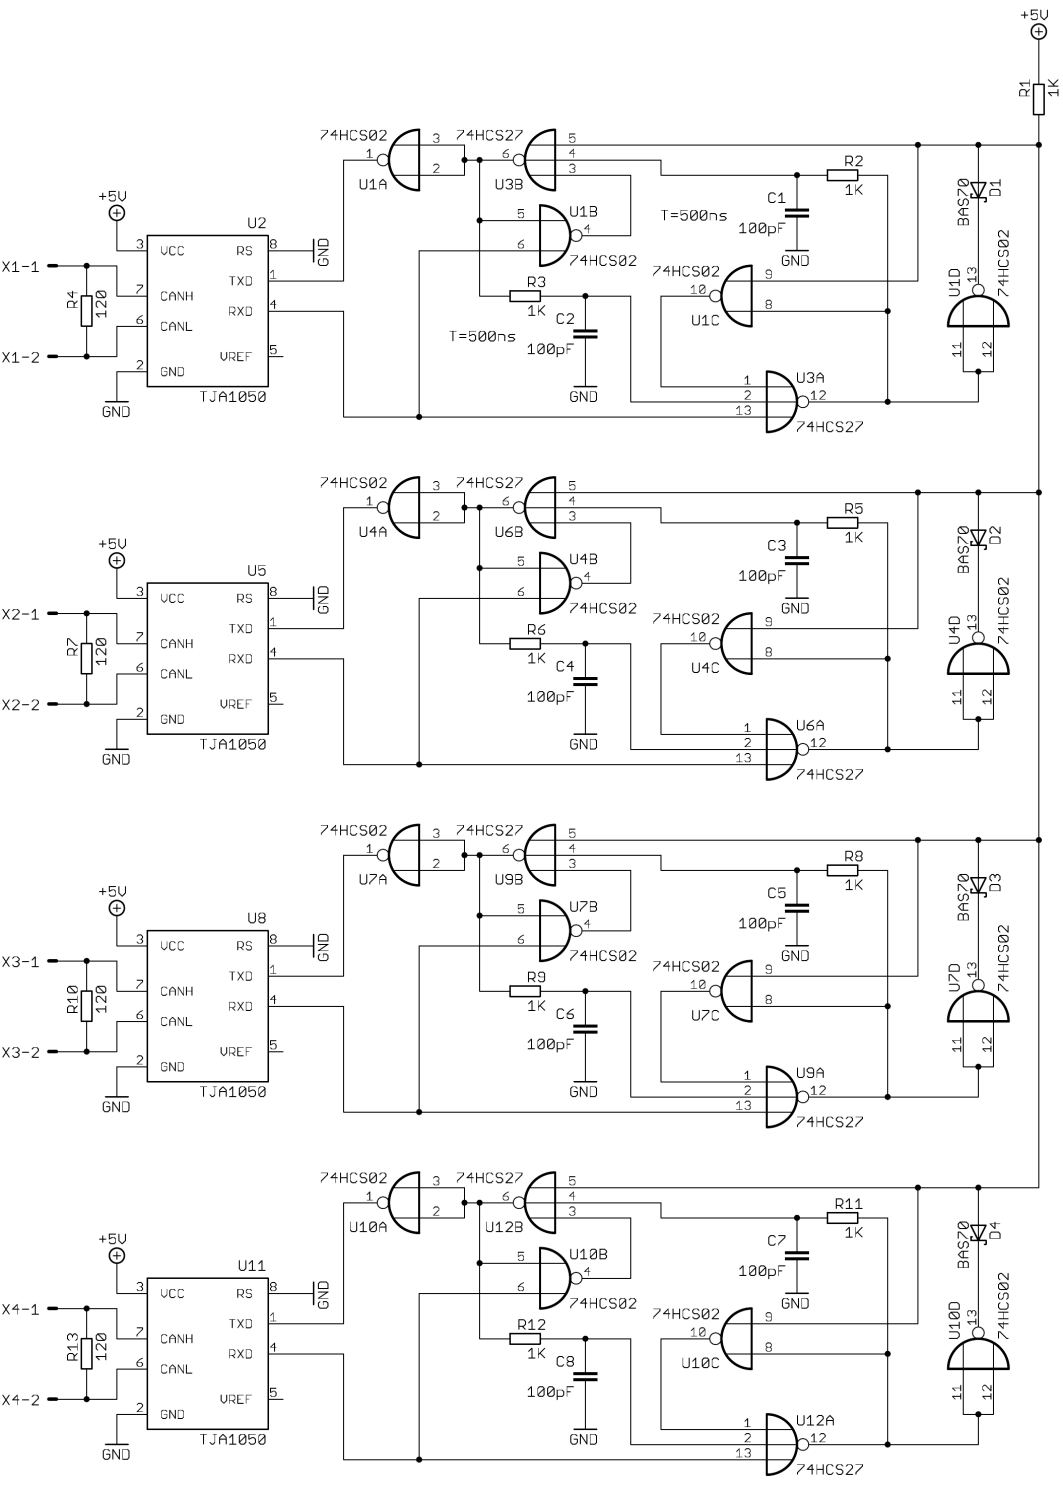 +5V
R1
1K
74HCS02
3
74HCS27
5
1
6
4
2
3
U1A
U3B
R2
1K
BAS70
D1
+5V
C1
100pF
T=500ns
GND
U1B
5
4
6
74HCS02
U2
3
VCC
RS
8
GND
X1-1
TXD
1
R4
120
7
CANH
RXD
4
6
CANL
X1-2
VREF
5
2
GND
GND
TJA1050
R3
1K
C2
T=500ns
100pF
GND
74HCS02
9
10
8
U1C
U1D
13
74HCS02
11
12
U3A
1
2
12
13
74HCS27
74HCS02
3
74HCS27
5
1
6
4
2
3
U4A
U6B
R5
1K
BAS70
D2
+5V
C3
100pF
GND
U4B
5
4
6
74HCS02
U5
3
VCC
RS
8
GND
X2-1
TXD
1
R7
120
7
CANH
RXD
4
6
CANL
X2-2
VREF
5
2
GND
GND
TJA1050
R6
1K
C4
100pF
GND
74HCS02
9
10
8
U4C
U4D
13
74HCS02
11
12
U6A
1
2
12
13
74HCS27
74HCS02
3
74HCS27
5
1
6
4
2
3
U7A
U9B
R8
1K
BAS70
D3
+5V
C5
100pF
GND
U7B
5
4
6
74HCS02
U8
3
VCC
RS
8
GND
X3-1
TXD
1
R10
120
7
CANH
RXD
4
6
CANL
X3-2
VREF
5
2
GND
GND
TJA1050
R9
1K
C6
100pF
GND
74HCS02
9
10
8
U7C
U7D
13
74HCS02
11
12
U9A
1
2
12
13
74HCS27
74HCS02
3
74HCS27
5
1
6
4
2
3
U10A
U12B
R11
1K
BAS70
D4
+5V
C7
100pF
GND
U10B
5
4
6
74HCS02
U11
3
VCC
RS
8
GND
X4-1
TXD
1
R13
120
7
CANH
RXD
4
6
CANL
X4-2
VREF
5
2
GND
GND
TJA1050
R12
1K
C8
100pF
GND
74HCS02
9
10
8
U10C
U10D
13
74HCS02
11
12
U12A
1
2
12
13
74HCS27